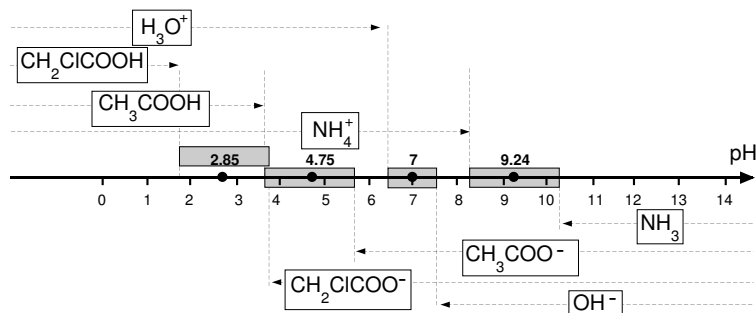 H₃O⁺
CH₂ClCOOH
CH₃COOH
NH₄⁺
2.85 4.75 7 9.24
pH
0 1 2 3 4 5 6 7 8 9 10 11 12 13 14
NH₃
CH₃COO⁻
CH₂ClCOO⁻
OH⁻